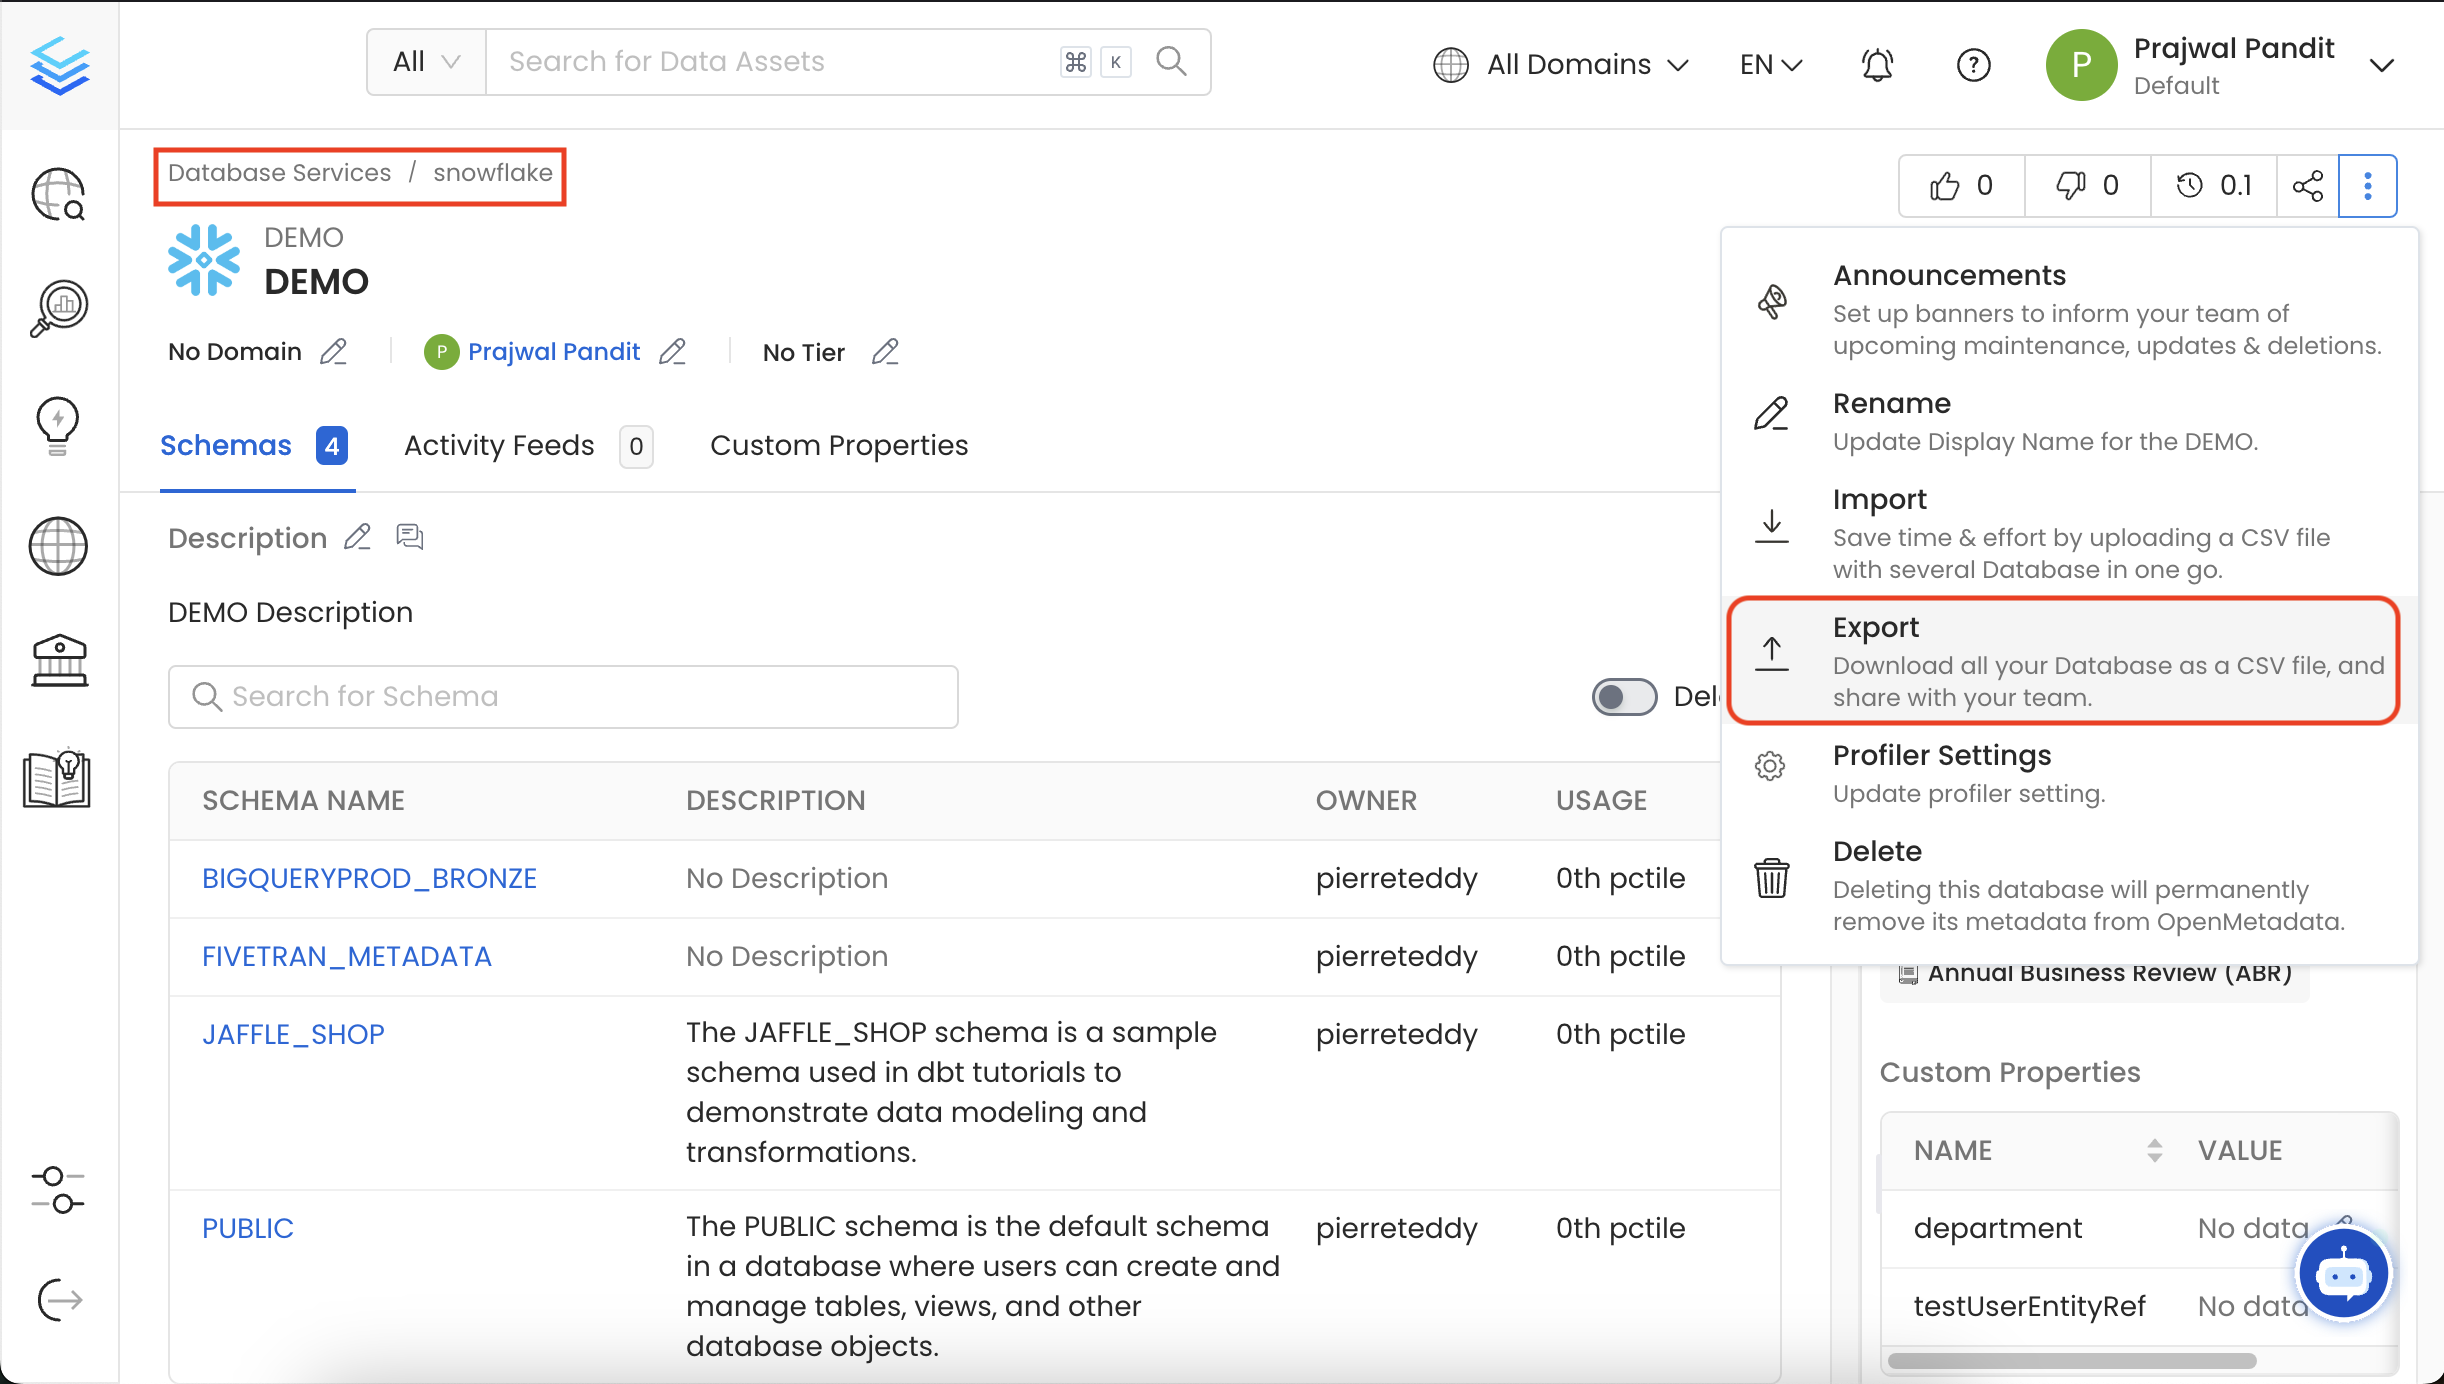 All
Search for Data Assets
⌘ K
All Domains
EN
P
Prajwal Pandit
Default
Database Services / snowflake
0
0
0.1
DEMO
DEMO
No Domain
P Prajwal Pandit
No Tier
Schemas 4
Activity Feeds 0
Custom Properties
Description
DEMO Description
Search for Schema
SCHEMA NAME DESCRIPTION OWNER USAGE
BIGQUERYPROD_BRONZE No Description pierreteddy 0th pctile
FIVETRAN_METADATA No Description pierreteddy 0th pctile
JAFFLE_SHOP The JAFFLE_SHOP schema is a sample pierreteddy 0th pctile
schema used in dbt tutorials to
demonstrate data modeling and
transformations.
PUBLIC The PUBLIC schema is the default schema pierreteddy 0th pctile
in a database where users can create and
manage tables, views, and other
database objects.
Announcements
Set up banners to inform your team of
upcoming maintenance, updates & deletions.
Rename
Update Display Name for the DEMO.
Import
Save time & effort by uploading a CSV file
with several Database in one go.
Export
Download all your Database as a CSV file, and
share with your team.
Profiler Settings
Update profiler setting.
Delete
Deleting this database will permanently
remove its metadata from OpenMetadata.
Annual Business Review (ABR)
Custom Properties
NAME VALUE
department No data
testUserEntityRef No data